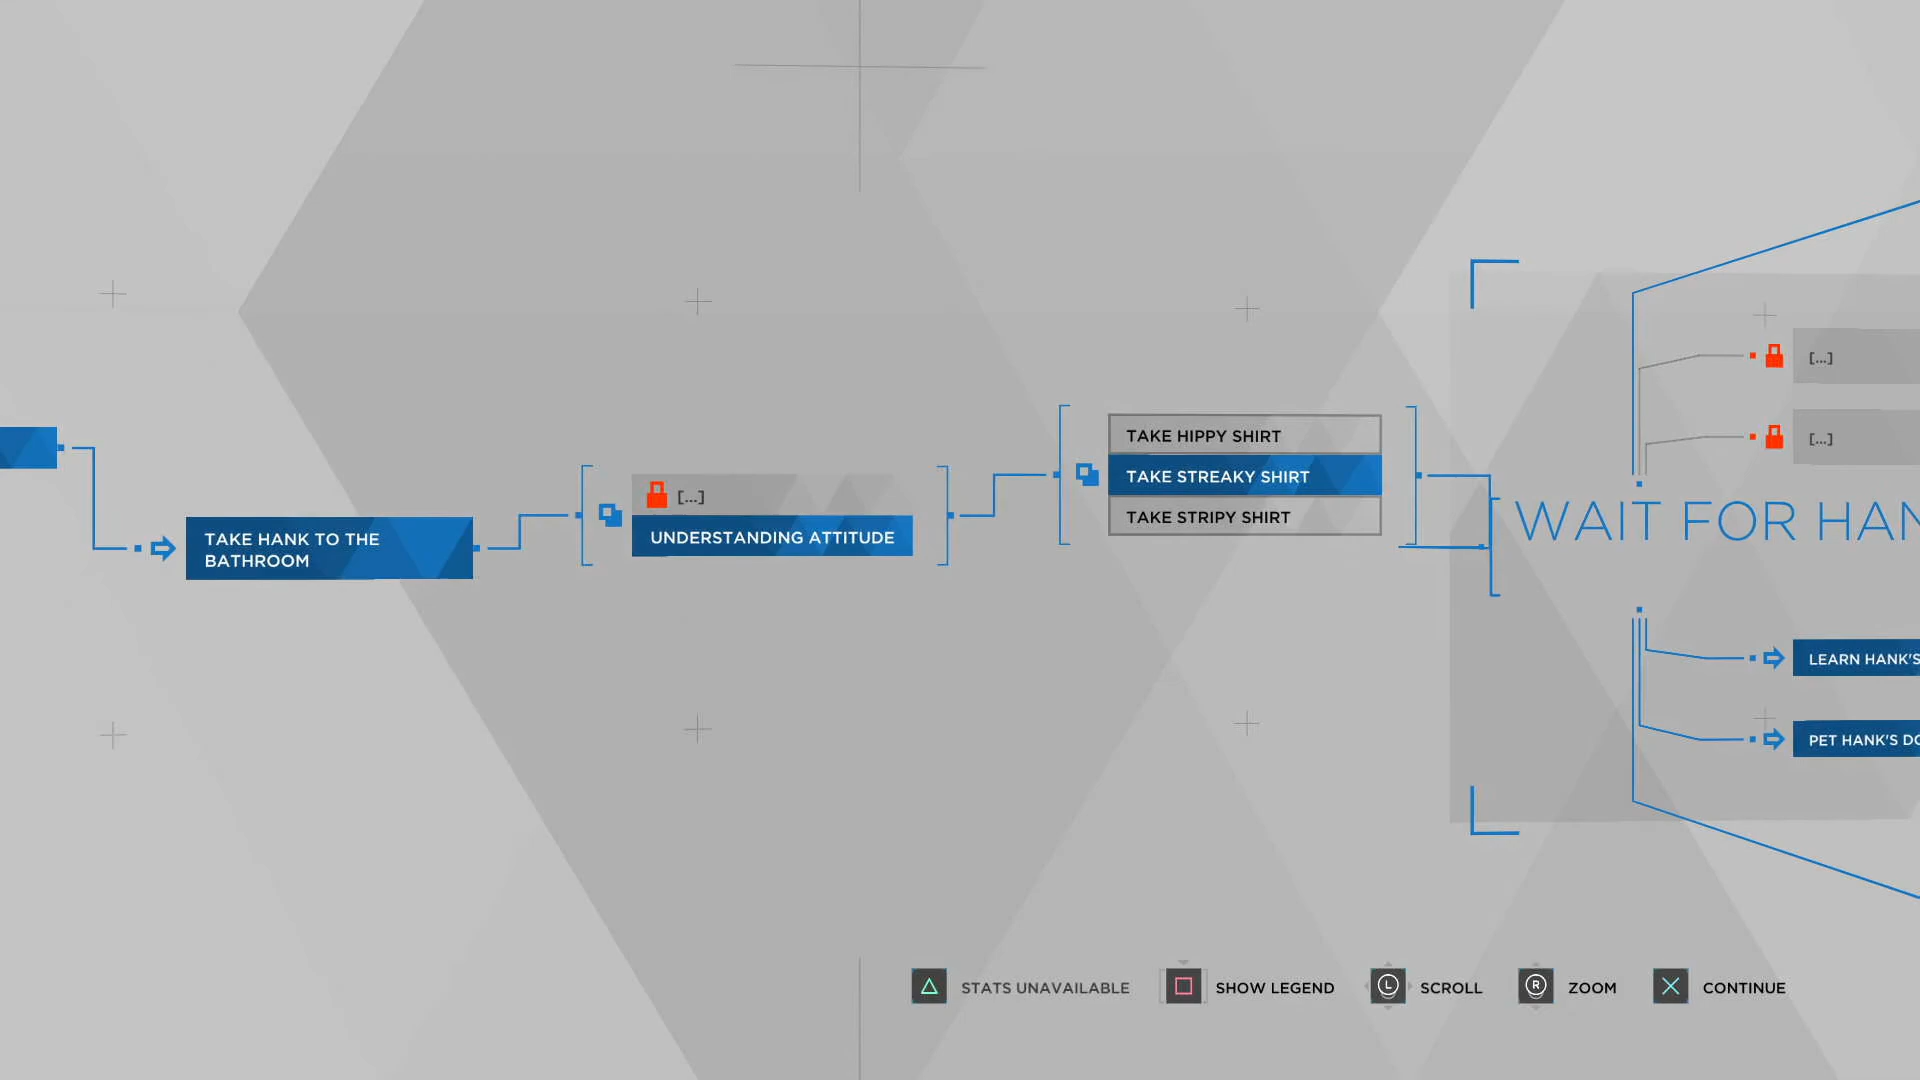 TAKE HANK TO THE
BATHROOM
[...]
UNDERSTANDING ATTITUDE
TAKE HIPPY SHIRT
TAKE STREAKY SHIRT
TAKE STRIPY SHIRT
[...]
[...]
WAIT FOR HAN
LEARN HANK'S
PET HANK'S DO
STATS UNAVAILABLE
SHOW LEGEND
L
SCROLL
R
ZOOM
CONTINUE